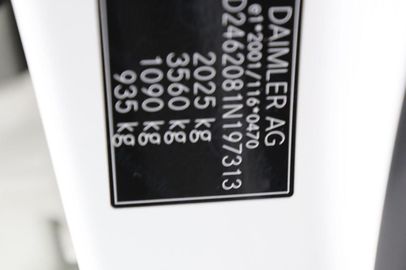 DAIMLER AG
e1*2001/116*0470
D2462081N197313
2025 kg
3560 kg
1090 kg
935 kg